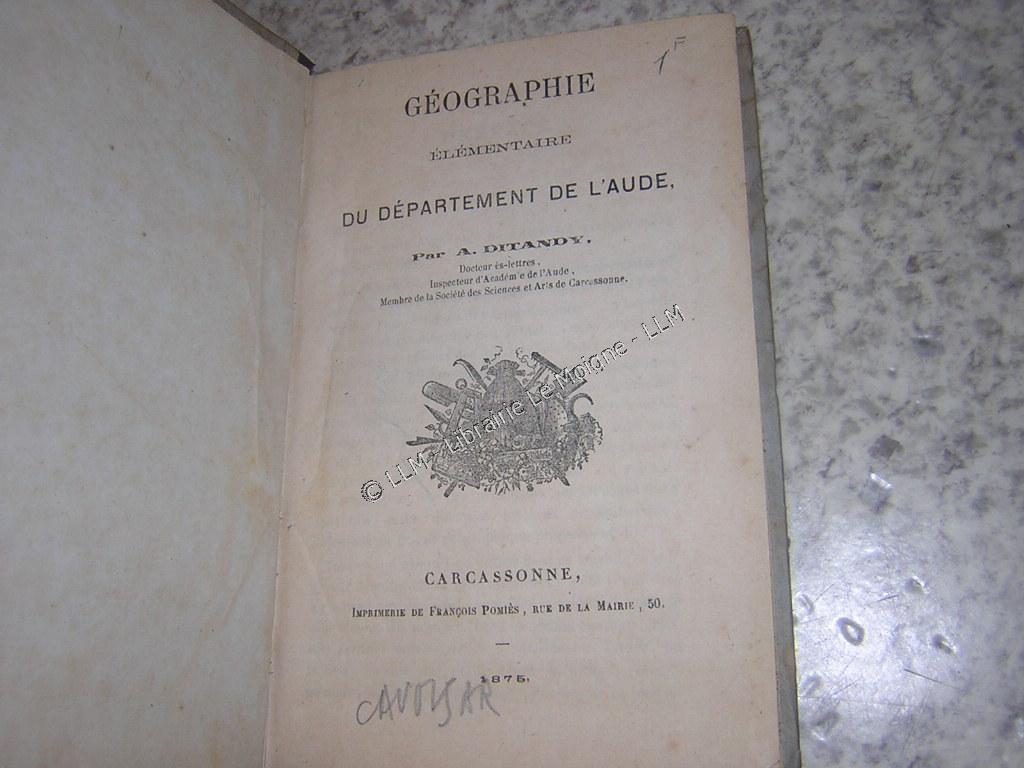 1F
GÉOGRAPHIE
ÉLÉMENTAIRE
DU DÉPARTEMENT DE L'AUDE,
Par A. DITANDY,
Docteur ès-lettres,
Inspecteur d'Académie de l'Aude,
Membre de la Société des Sciences et Arts de Carcassonne.
© LLM - Librairie Le Moigne - LLM
CARCASSONNE,
IMPRIMERIE DE FRANÇOIS POMIÈS, RUE DE LA MAIRIE, 50.
1875.